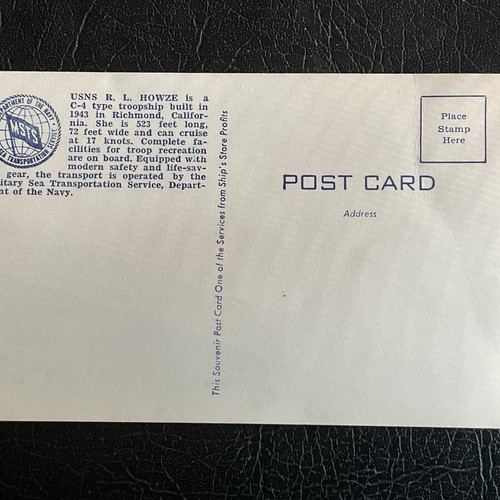 USNS R. L. HOWZE is a
C-4 type troopship built in
1943 in Richmond, Califor-
nia. She is 523 feet long,
72 feet wide and can cruise
at 17 knots. Complete fa-
cilities for troop recreation
are on board. Equipped with
modern safety and life-sav-
gear, the transport is operated by the
itary Sea Transportation Service, Depart-
nt of the Navy.
MSTS
SEA TRANSPORTATION SERVICE
This Souvenir Post Card One of the Services from Ship's Store Profits
Place
Stamp
Here
POST CARD
Address